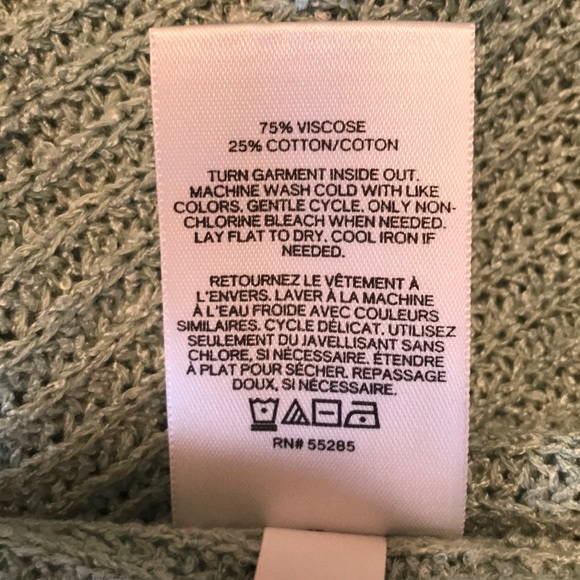 75% VISCOSE
25% COTTON/COTON
TURN GARMENT INSIDE OUT.
MACHINE WASH COLD WITH LIKE
COLORS, GENTLE CYCLE. ONLY NON-
CHLORINE BLEACH WHEN NEEDED.
LAY FLAT TO DRY. COOL IRON IF
NEEDED.
RETOURNEZ LE VÊTEMENT À
L'ENVERS. LAVER À LA MACHINE
À L'EAU FROIDE AVEC COULEURS
SIMILAIRES. CYCLE DÉLICAT. UTILISEZ
SEULEMENT DU JAVELLISANT SANS
CHLORE, SI NÉCESSAIRE. ÉTENDRE
À PLAT POUR SÉCHER. REPASSAGE
DOUX, SI NÉCESSAIRE.
RN# 55285